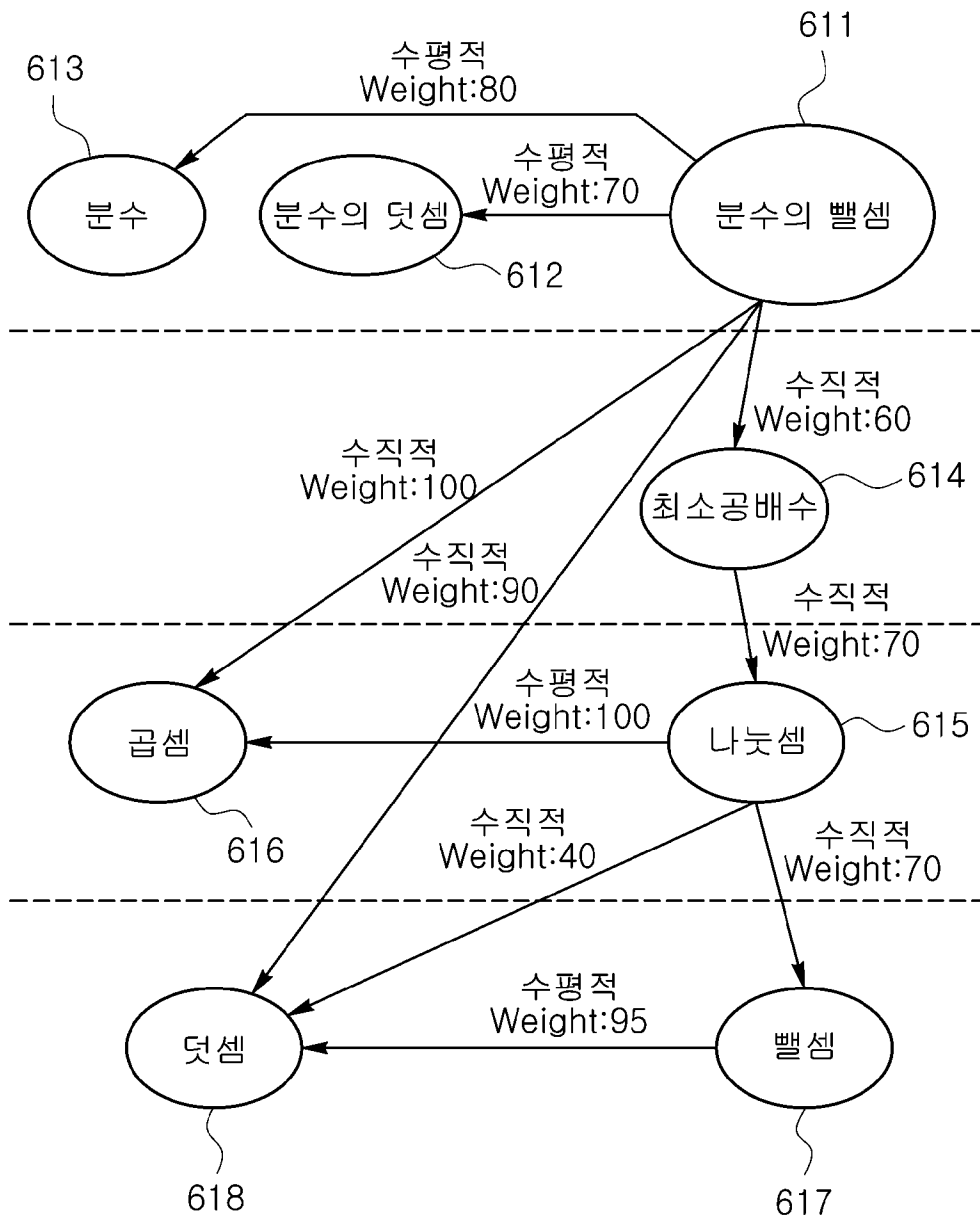 611
수평적
Weight:80
613
수평적
Weight:70
분수
분수의 덧셈
분수의 뺄셈
612
수직적
Weight:60
수직적
Weight:100
614
최소공배수
수직적
Weight:90
수직적
Weight:70
수평적
Weight:100
615
곱셈
나눗셈
616
수직적
Weight:40
수직적
Weight:70
수평적
Weight:95
덧셈
뺄셈
618
617